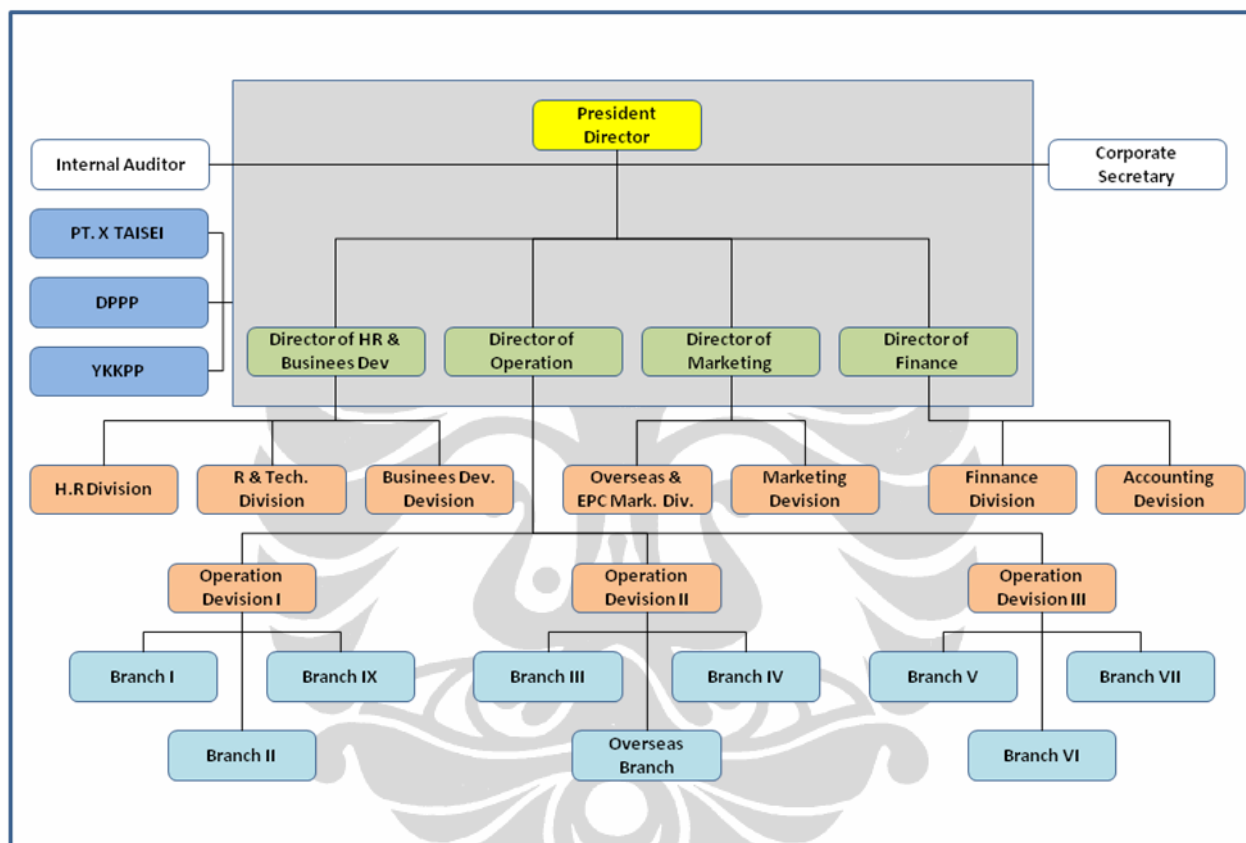 President
Director
Internal Auditor
Corporate
Secretary
PT. X TAISEI
DPPP
YKKPP
Director of HR &
Businees Dev
Director of
Operation
Director of
Marketing
Director of
Finance
H.R Division
R & Tech.
Division
Businees Dev.
Devision
Overseas &
EPC Mark. Div.
Marketing
Devision
Finnance
Division
Accounting
Devision
Operation
Devision I
Operation
Devision II
Operation
Devision III
Branch I
Branch IX
Branch III
Branch IV
Branch V
Branch VII
Branch II
Overseas
Branch
Branch VI